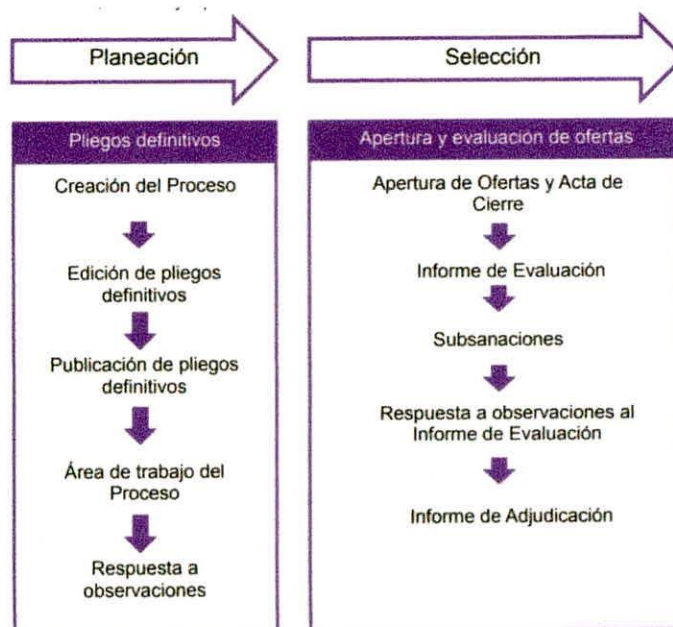 Planeación
Selección
Pliegos definitivos
Creación del Proceso
Edición de pliegos
definitivos
Publicación de pliegos
definitivos
Área de trabajo del
Proceso
Respuesta a
observaciones
Apertura y evaluación de ofertas
Apertura de Ofertas y Acta de
Cierre
Informe de Evaluación
Subsanaciones
Respuesta a observaciones al
Informe de Evaluación
Informe de Adjudicación